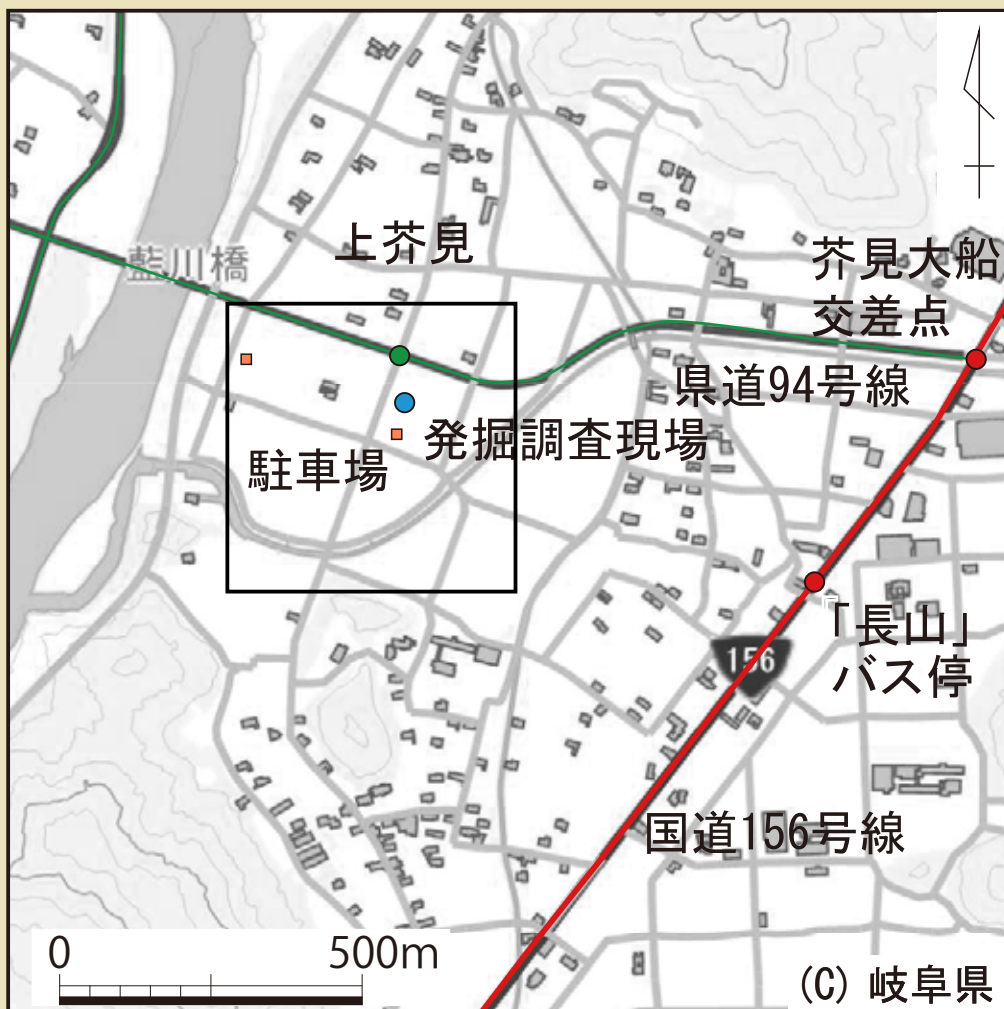 上芥見
藍川橋
芥見大船
交差点
県道94号線
発掘調査現場
駐車場
「長山」
バス停
156
国道156号線
0 500m
(C) 岐阜県